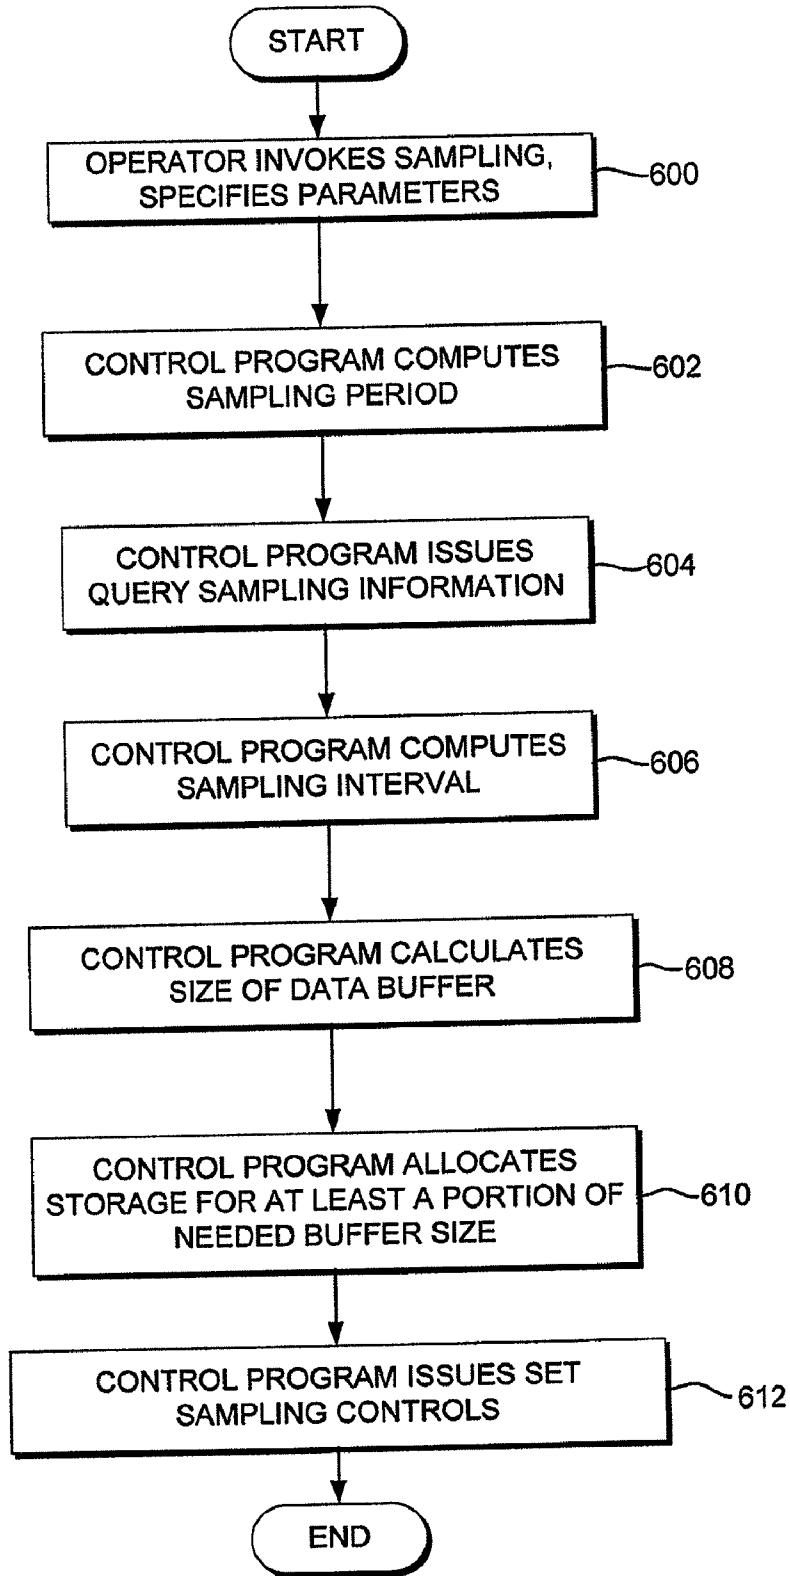 START
OPERATOR INVOKES SAMPLING,
SPECIFIES PARAMETERS
600
CONTROL PROGRAM COMPUTES
SAMPLING PERIOD
602
CONTROL PROGRAM ISSUES
QUERY SAMPLING INFORMATION
604
CONTROL PROGRAM COMPUTES
SAMPLING INTERVAL
606
CONTROL PROGRAM CALCULATES
SIZE OF DATA BUFFER
608
CONTROL PROGRAM ALLOCATES
STORAGE FOR AT LEAST A PORTION OF
NEEDED BUFFER SIZE
610
CONTROL PROGRAM ISSUES SET
SAMPLING CONTROLS
612
END